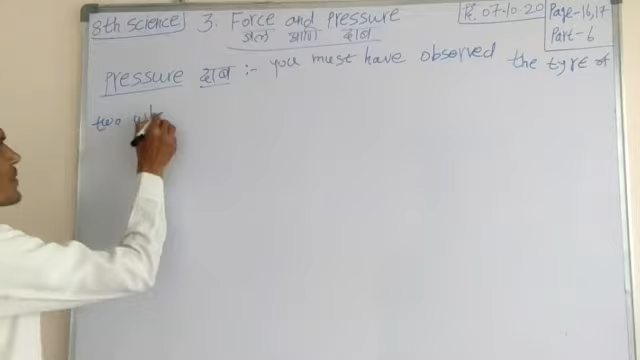 8th Science 3. Force and Pressure Dt. 07-10-20 Page-16,17
बल आणि दाब Part-6
Pressure दाब :- you must have observed the tyre of
two